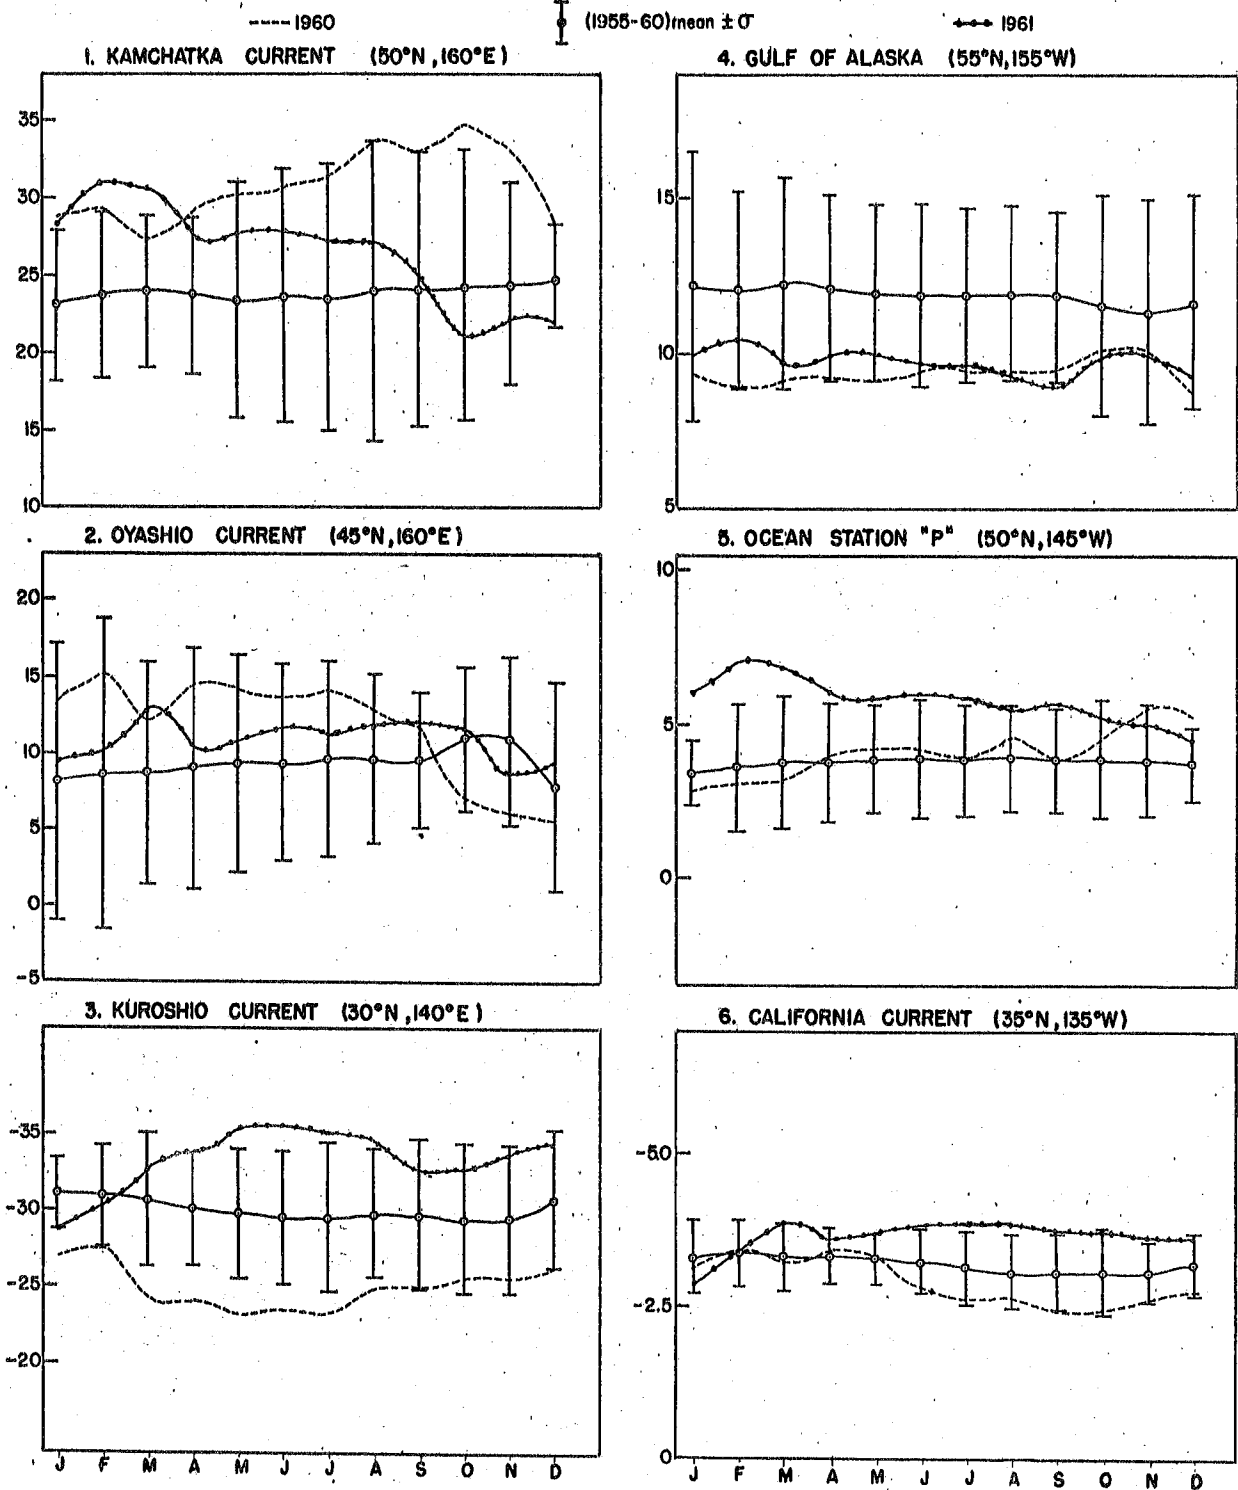 1960 (1955-60)mean ± σ 1961
1. KAMCHATKA CURRENT (50°N,160°E)
35
30
25
20
15
10
4. GULF OF ALASKA (55°N,155°W)
15
10
5
2. OYASHIO CURRENT (45°N,160°E)
20
15
10
5
0
-5
5. OCEAN STATION "P" (50°N,145°W)
10
5
0
3. KUROSHIO CURRENT (30°N,140°E)
-35
-30
-25
-20
J F M A M J J A S O N D
6. CALIFORNIA CURRENT (35°N,135°W)
-5.0
-2.5
0
J F M A M J J A S O N D